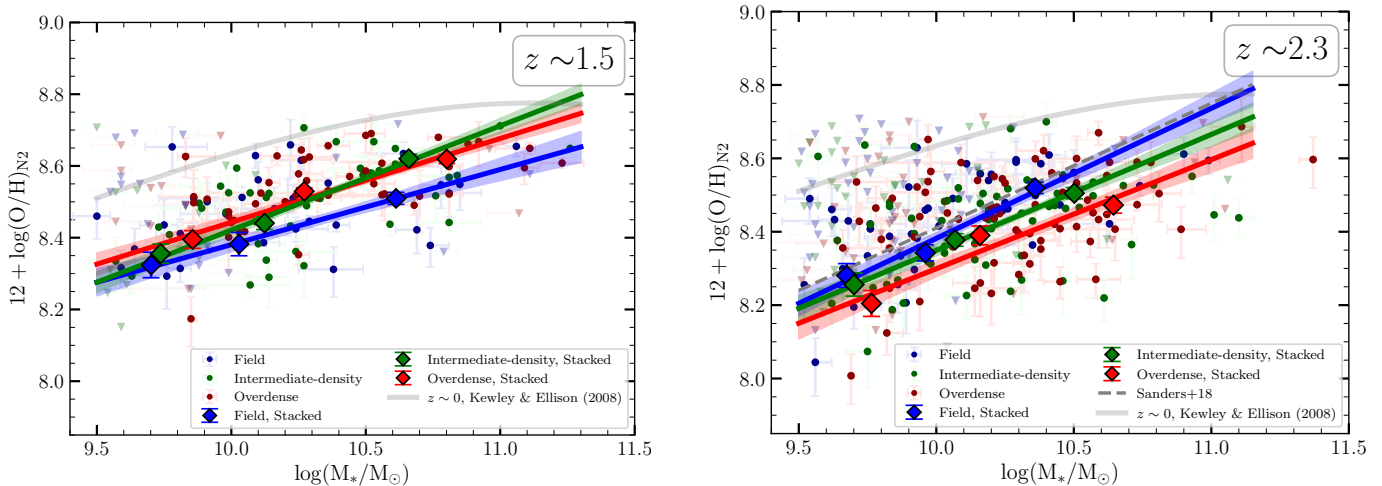 9.0
8.8
8.6
8.4
8.2
8.0
12 + log(O/H)N2
z ~1.5
Field
Intermediate-density
Overdense
Field, Stacked
Intermediate-density, Stacked
Overdense, Stacked
z ~ 0, Kewley & Ellison (2008)
9.5 10.0 10.5 11.0 11.5
log(M*/M⊙)
9.0
8.8
8.6
8.4
8.2
8.0
12 + log(O/H)N2
z ~2.3
Field
Intermediate-density
Overdense
Field, Stacked
Intermediate-density, Stacked
Overdense, Stacked
Sanders+18
z ~ 0, Kewley & Ellison (2008)
9.5 10.0 10.5 11.0 11.5
log(M*/M⊙)